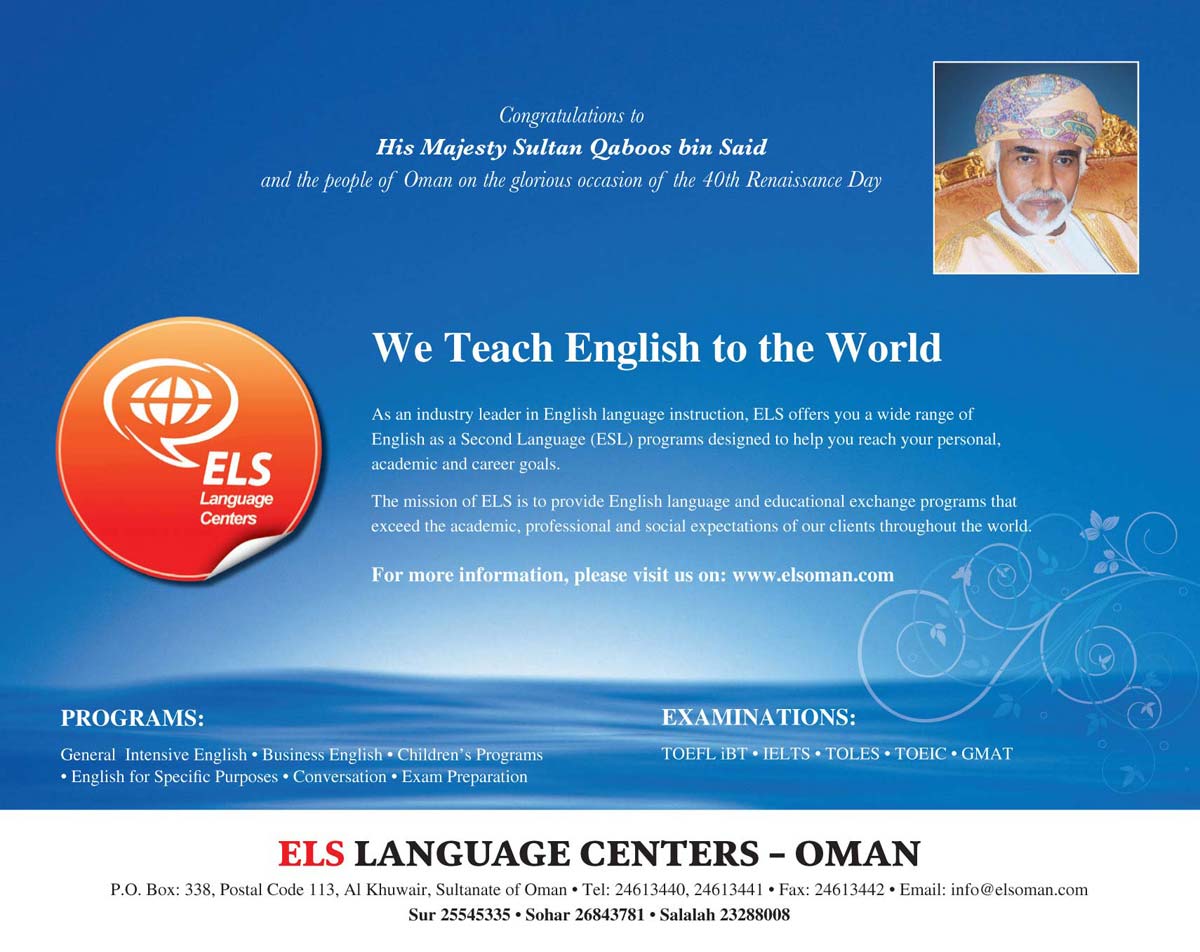 Congratulations to
His Majesty Sultan Qaboos bin Said
and the people of Oman on the glorious occasion of the 40th Renaissance Day
ELS
Language
Centers
We Teach English to the World
As an industry leader in English language instruction, ELS offers you a wide range of
English as a Second Language (ESL) programs designed to help you reach your personal,
academic and career goals.
The mission of ELS is to provide English language and educational exchange programs that
exceed the academic, professional and social expectations of our clients throughout the world.
For more information, please visit us on: www.elsoman.com
PROGRAMS:
General Intensive English • Business English • Children's Programs
• English for Specific Purposes • Conversation • Exam Preparation
EXAMINATIONS:
TOEFL iBT • IELTS • TOLES • TOEIC • GMAT
ELS LANGUAGE CENTERS – OMAN
P.O. Box: 338, Postal Code 113, Al Khuwair, Sultanate of Oman • Tel: 24613440, 24613441 • Fax: 24613442 • Email: info@elsoman.com
Sur 25545335 • Sohar 26843781 • Salalah 23288008